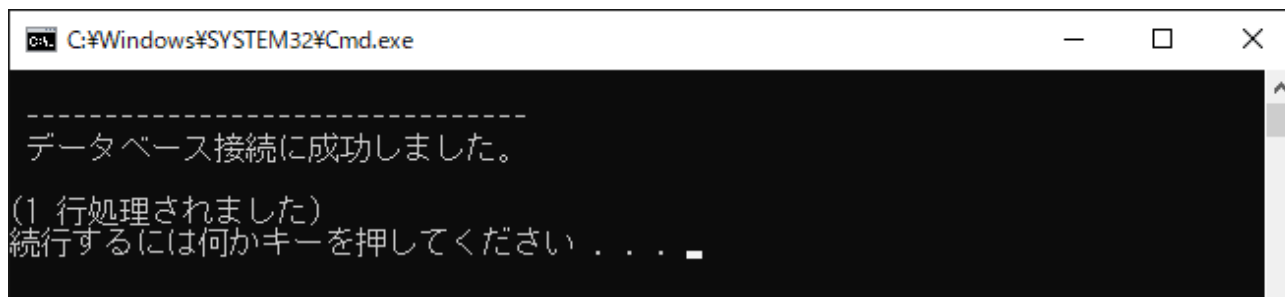 C:¥Windows¥SYSTEM32¥Cmd.exe
--------------------------------
データベース接続に成功しました。
(1 行処理されました)
続行するには何かキーを押してください . . .